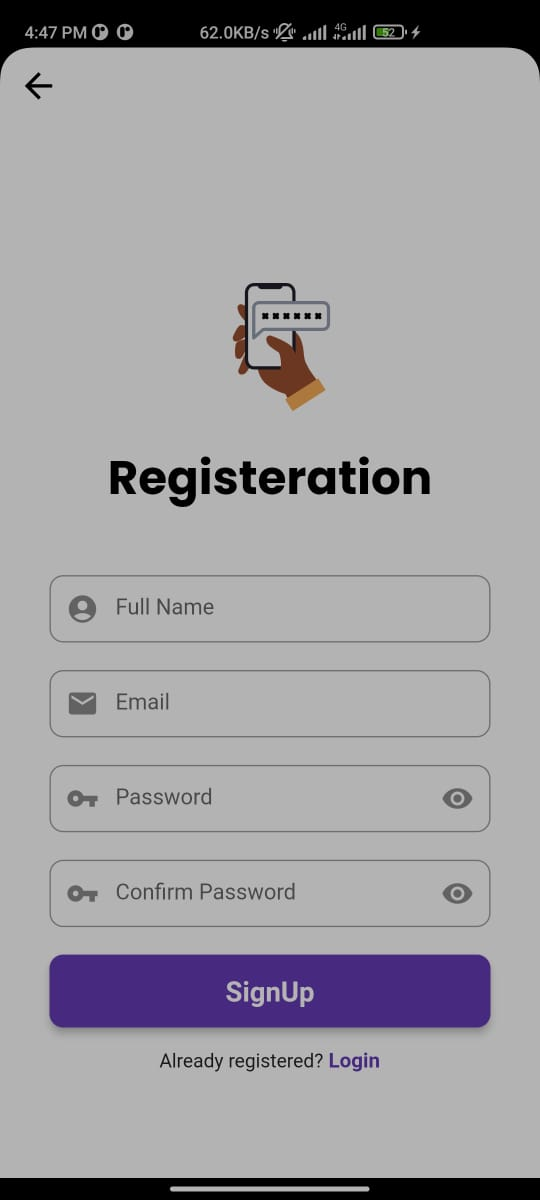 4:47 PM 62.0KB/s 4G 52
Registeration
Full Name
Email
Password
Confirm Password
SignUp
Already registered? Login